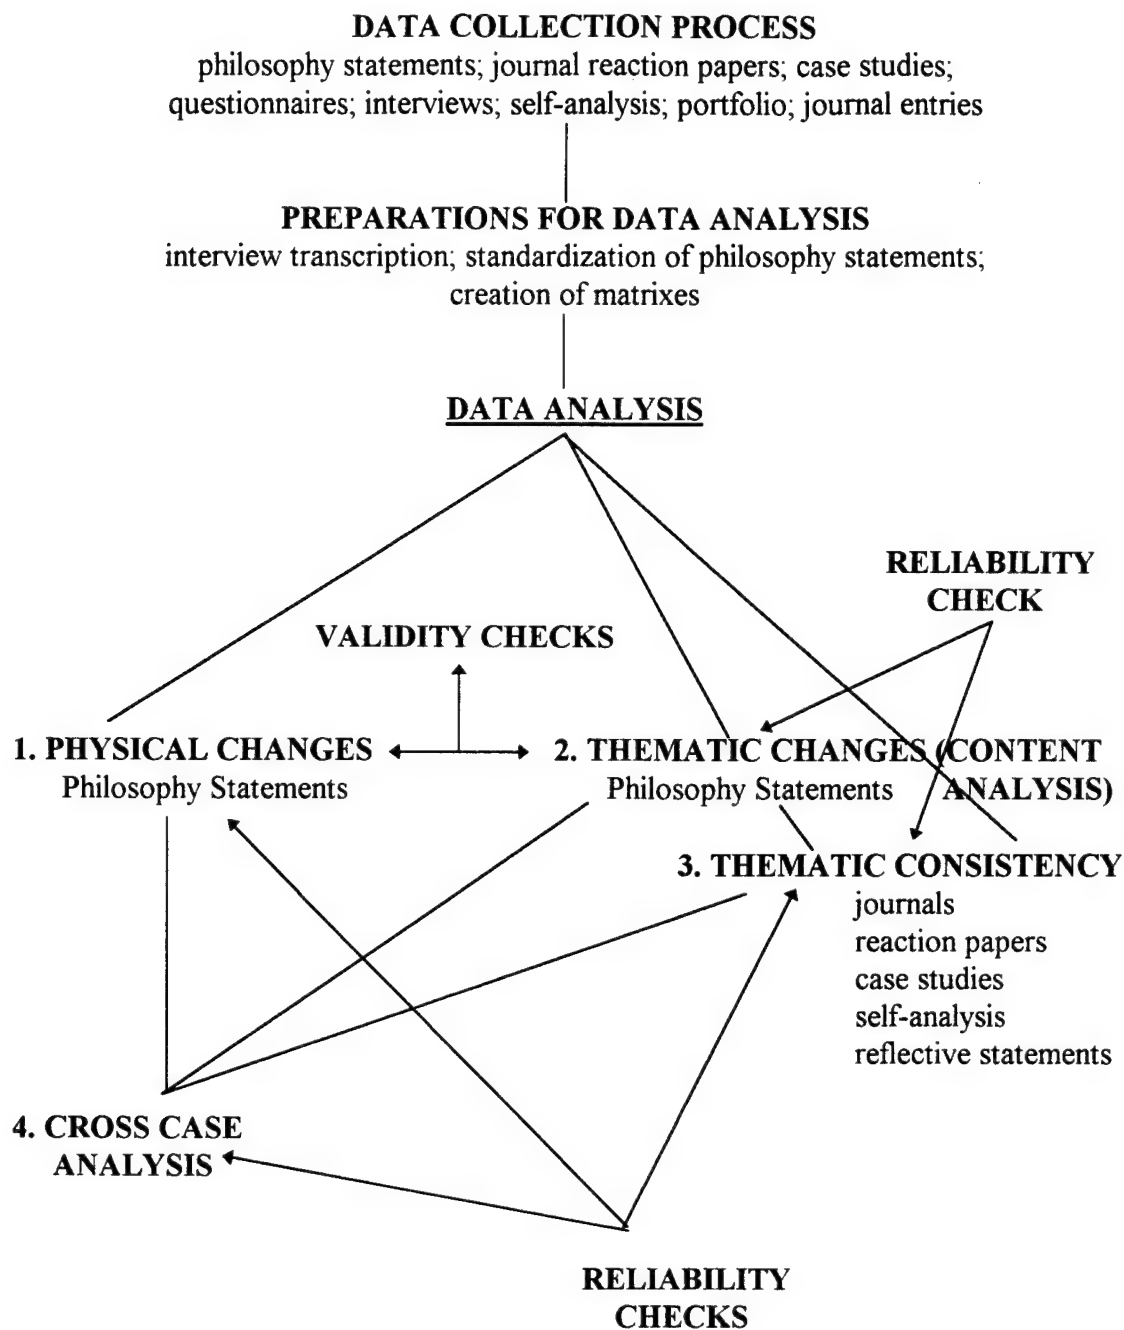 DATA COLLECTION PROCESS
philosophy statements; journal reaction papers; case studies;
questionnaires; interviews; self-analysis; portfolio; journal entries
PREPARATIONS FOR DATA ANALYSIS
interview transcription; standardization of philosophy statements;
creation of matrixes
DATA ANALYSIS
RELIABILITY
CHECK
VALIDITY CHECKS
1. PHYSICAL CHANGES
Philosophy Statements
2. THEMATIC CHANGES (CONTENT
ANALYSIS)
Philosophy Statements
3. THEMATIC CONSISTENCY
journals
reaction papers
case studies
self-analysis
reflective statements
4. CROSS CASE
ANALYSIS
RELIABILITY
CHECKS